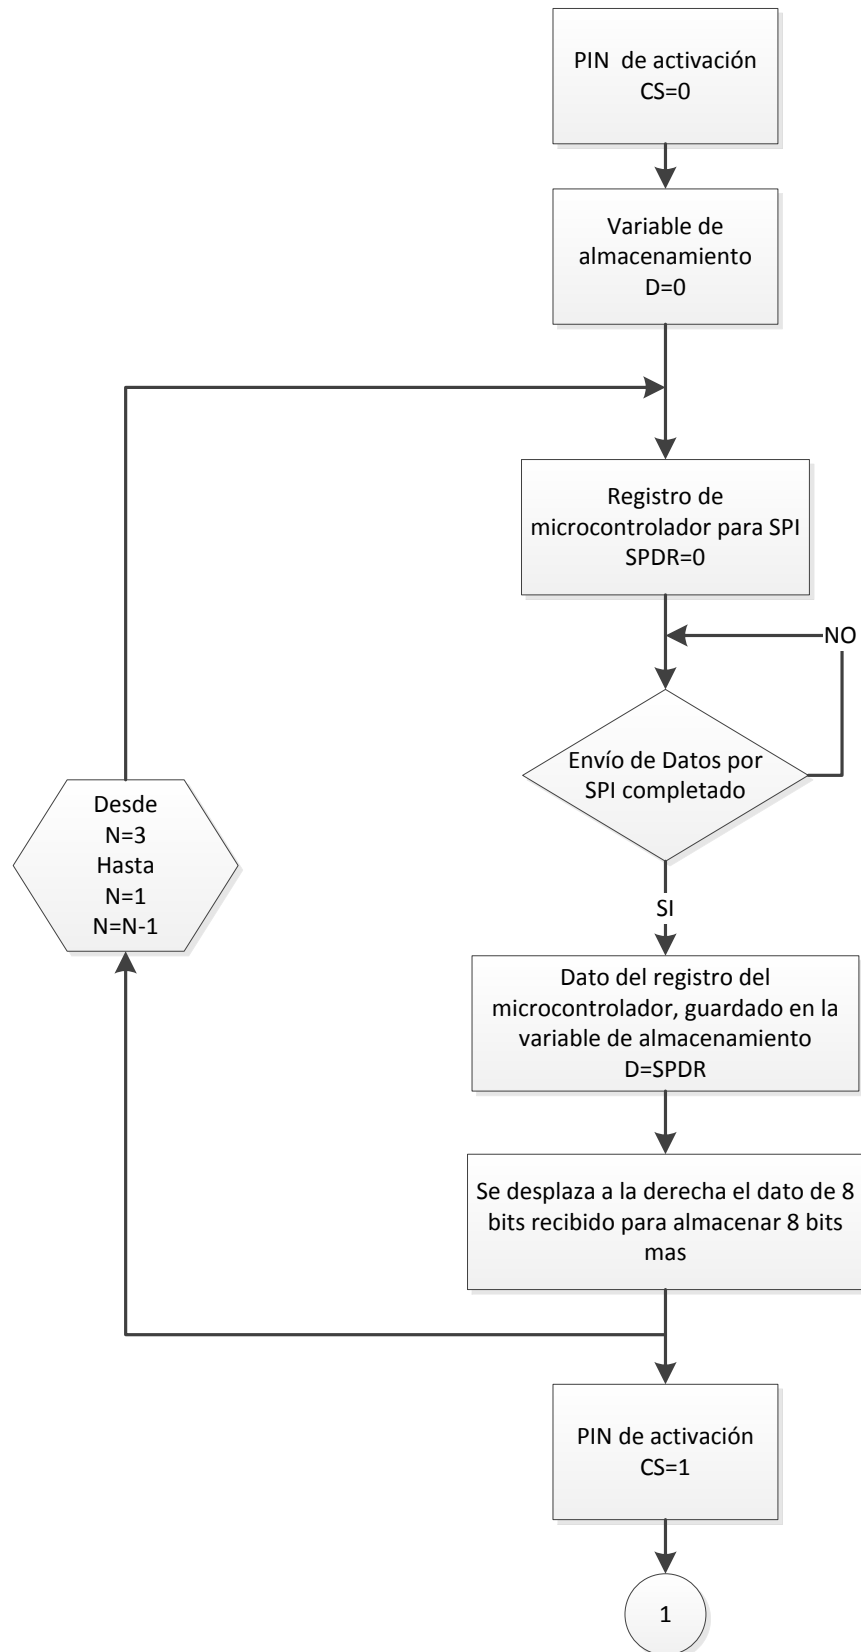 PIN de activación
CS=0
Variable de
almacenamiento
D=0
Registro de
microcontrolador para SPI
SPDR=0
NO
Envío de Datos por
SPI completado
Desde
N=3
Hasta
N=1
N=N-1
SI
Dato del registro del
microcontrolador, guardado en la
variable de almacenamiento
D=SPDR
Se desplaza a la derecha el dato de 8
bits recibido para almacenar 8 bits
mas
PIN de activación
CS=1
1